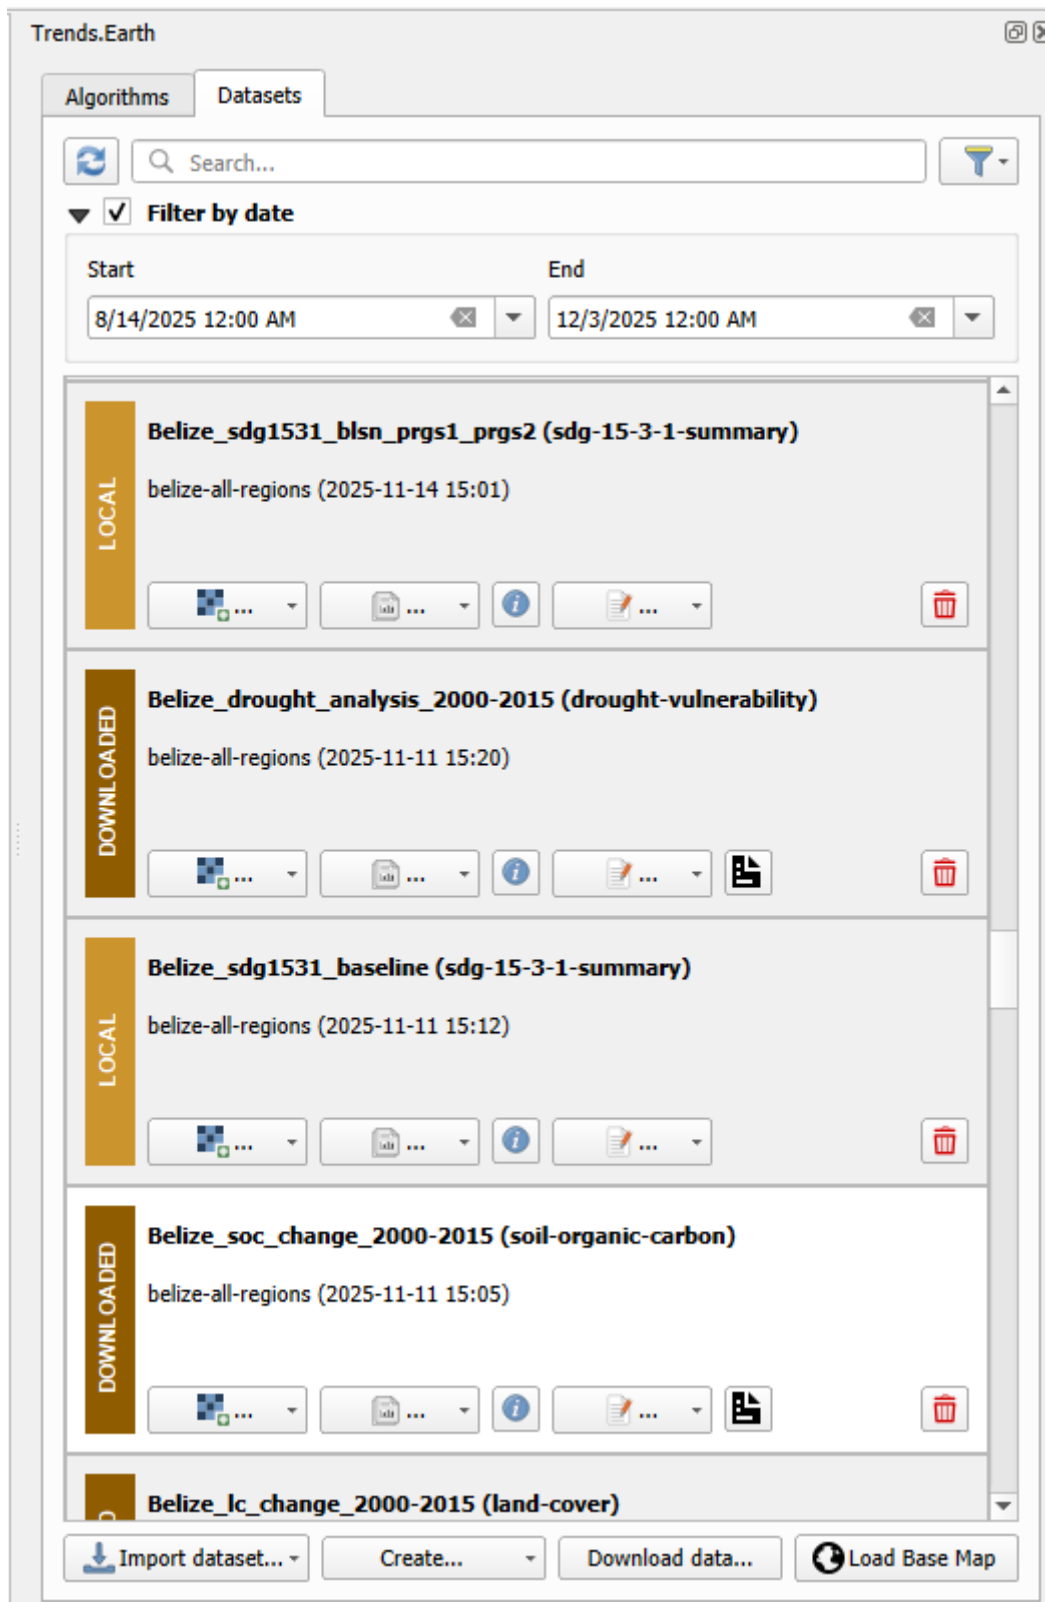 Trends.Earth
Algorithms
Datasets
Search...
Filter by date
Start
End
8/14/2025 12:00 AM
12/3/2025 12:00 AM
LOCAL
Belize_sdg1531_blsn_prgs1_prgs2 (sdg-15-3-1-summary)
belize-all-regions (2025-11-14 15:01)
... ... ...
DOWNLOADED
Belize_drought_analysis_2000-2015 (drought-vulnerability)
belize-all-regions (2025-11-11 15:20)
... ... ...
LOCAL
Belize_sdg1531_baseline (sdg-15-3-1-summary)
belize-all-regions (2025-11-11 15:12)
... ... ...
DOWNLOADED
Belize_soc_change_2000-2015 (soil-organic-carbon)
belize-all-regions (2025-11-11 15:05)
... ... ...
Belize_lc_change_2000-2015 (land-cover)
Import dataset...
Create...
Download data...
Load Base Map